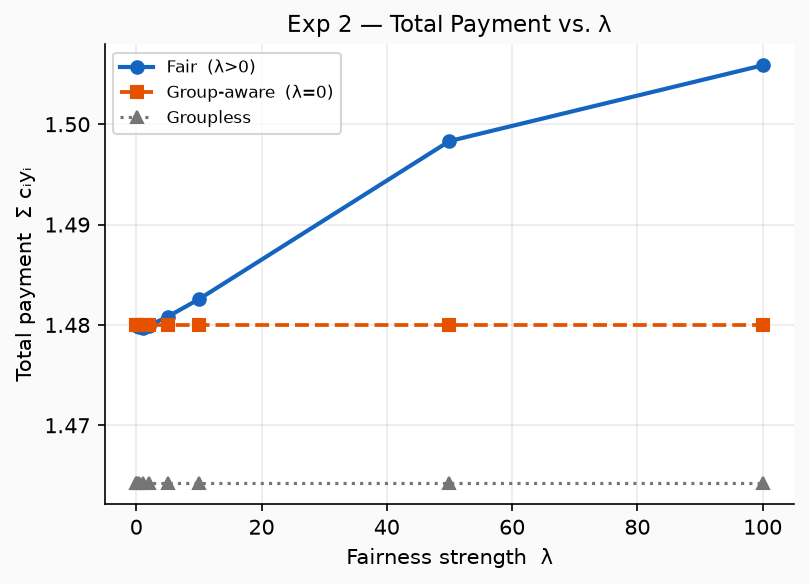 Exp 2 — Total Payment vs. λ
Fair (λ>0)
Group-aware (λ=0)
Groupless
Total payment Σ cᵢyᵢ
1.50
1.49
1.48
1.47
0 20 40 60 80 100
Fairness strength λ